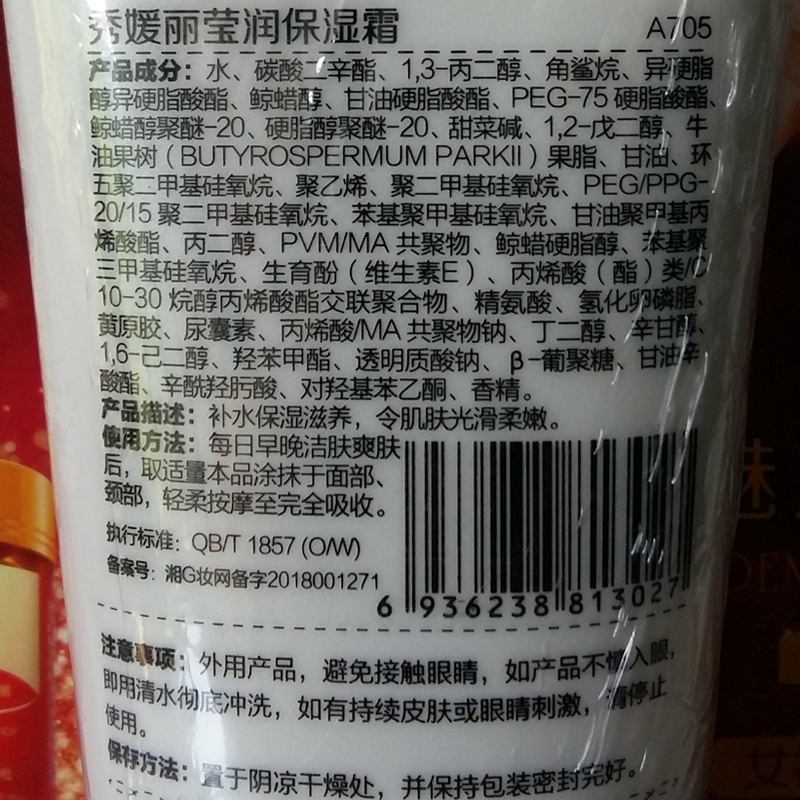 秀媛丽莹润保湿霜 A705
产品成分：水、碳酸二辛酯、1,3-丙二醇、角鲨烷、异硬脂
醇异硬脂酸酯、鲸蜡醇、甘油硬脂酸酯、PEG-75 硬脂酸酯、
鲸蜡醇聚醚-20、硬脂醇聚醚-20、甜菜碱、1,2-戊二醇、牛
油果树（BUTYROSPERMUM PARKII）果脂、甘油、环
五聚二甲基硅氧烷、聚乙烯、聚二甲基硅氧烷、PEG/PPG-
20/15 聚二甲基硅氧烷、苯基聚甲基硅氧烷、甘油聚甲基丙
烯酸酯、丙二醇、PVM/MA 共聚物、鲸蜡硬脂醇、苯基聚
三甲基硅氧烷、生育酚（维生素E）、丙烯酸（酯）类/C
10-30 烷醇丙烯酸酯交联聚合物、精氨酸、氢化卵磷脂、
黄原胶、尿囊素、丙烯酸/MA 共聚物钠、丁二醇、辛甘醇、
1,6-己二醇、羟苯甲酯、透明质酸钠、β-葡聚糖、甘油辛
酸酯、辛酰羟肟酸、对羟基苯乙酮、香精。
产品描述：补水保湿滋养，令肌肤光滑柔嫩。
使用方法：每日早晚洁肤爽肤
后，取适量本品涂抹于面部、
颈部，轻柔按摩至完全吸收。
执行标准：QB/T 1857 (O/W)
备案号：湘G妆网备字2018001271
6 936238 813027
注意事项：外用产品，避免接触眼睛，如产品不慎入眼，
即用清水彻底冲洗，如有持续皮肤或眼睛刺激，请停止
使用。
保存方法：置于阴凉干燥处，并保持包装密封完好。